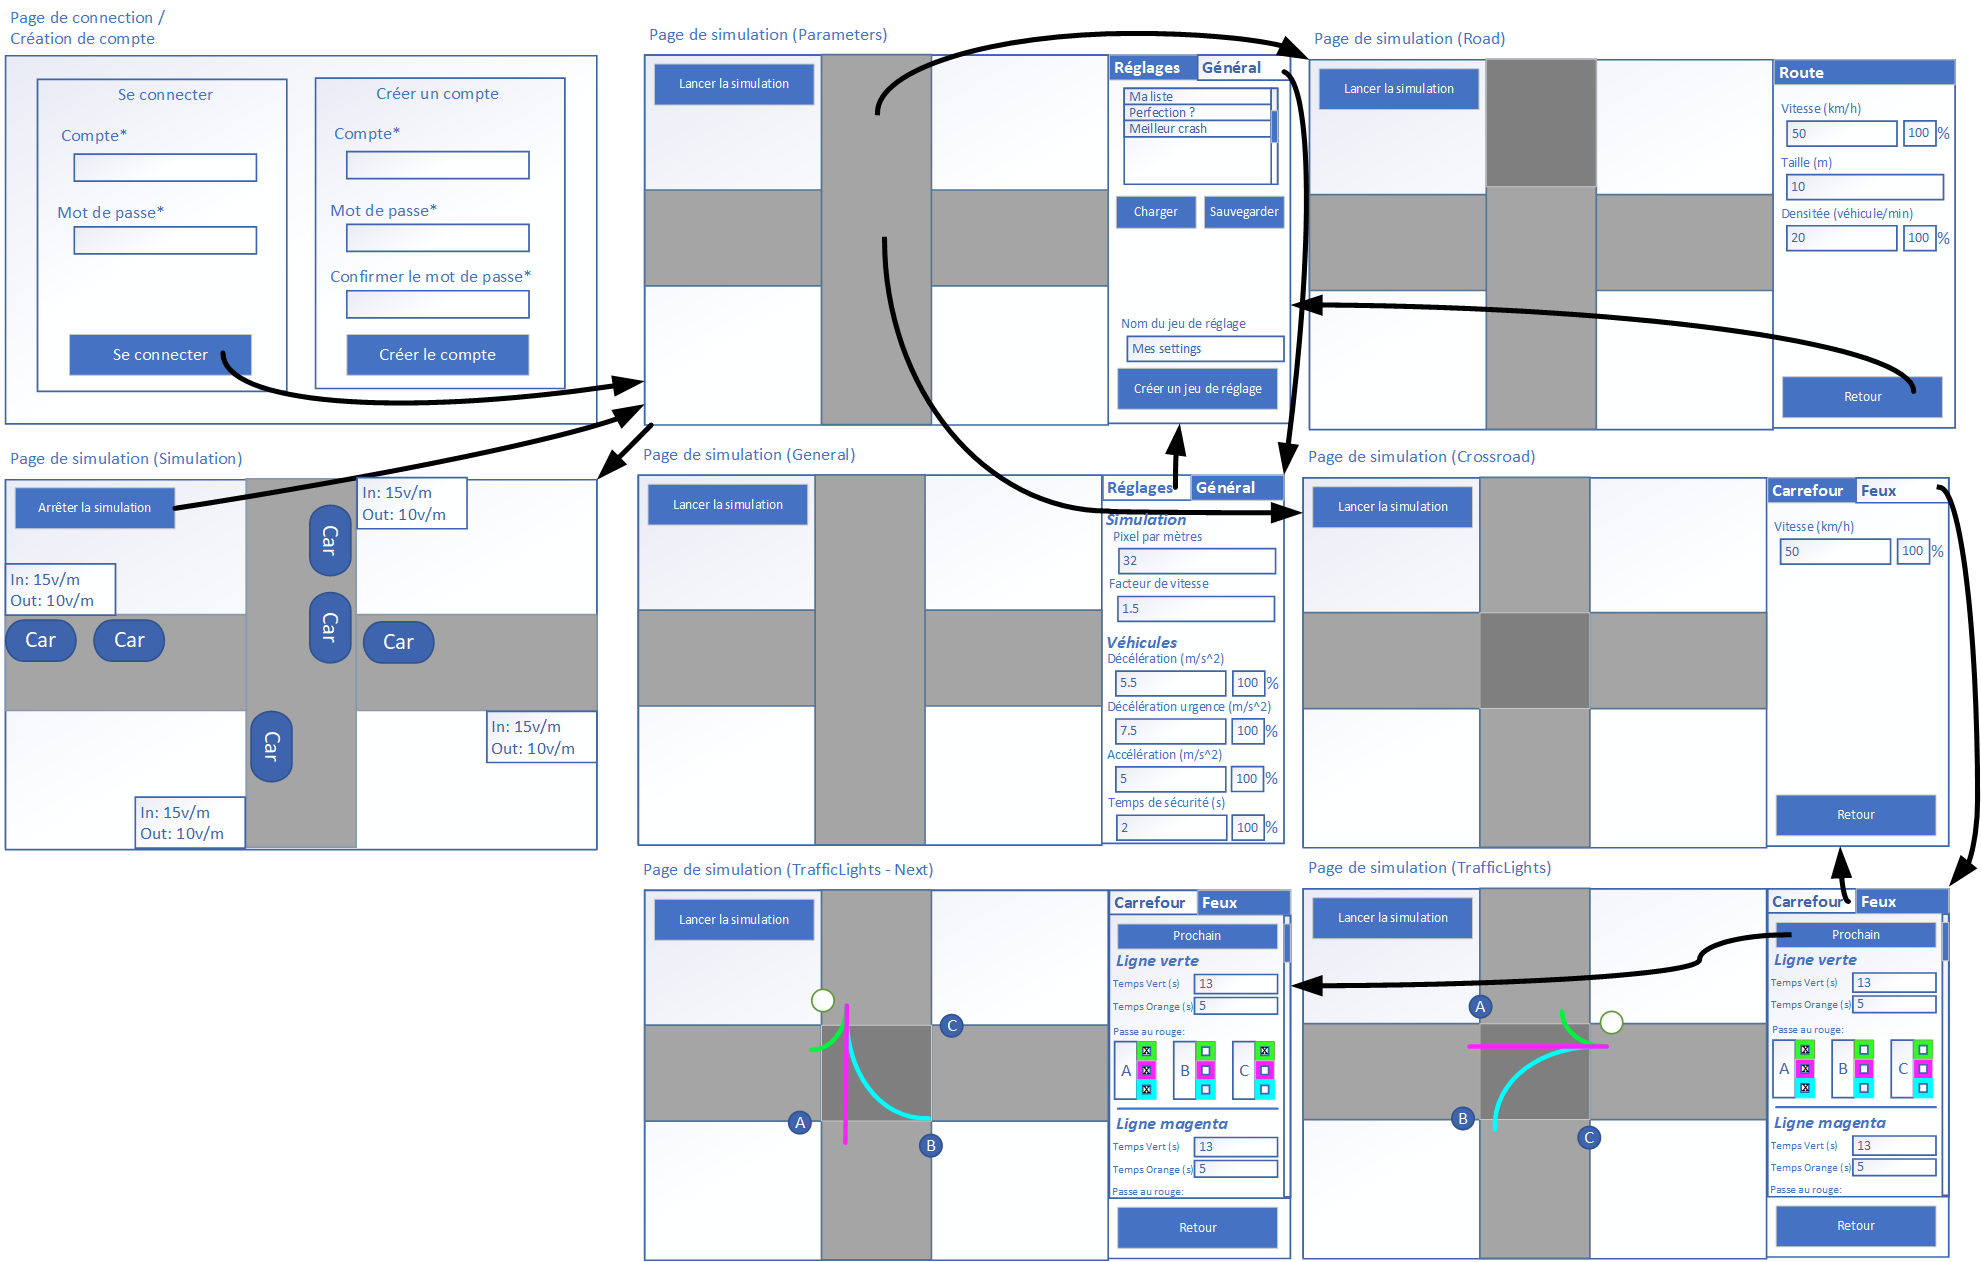 Page de connection /
Création de compte
Se connecter
Compte*
Mot de passe*
Se connecter
Créer un compte
Compte*
Mot de passe*
Confirmer le mot de passe*
Créer le compte
Page de simulation (Parameters)
Lancer la simulation
Réglages Général
Ma liste
Perfection ?
Meilleur crash
Charger Sauvegarder
Nom du jeu de réglage
Mes settings
Créer un jeu de réglage
Page de simulation (Road)
Lancer la simulation
Route
Vitesse (km/h)
50 100 %
Taille (m)
10
Densitée (véhicule/min)
20 100 %
Retour
Page de simulation (Simulation)
Arrêter la simulation
In: 15v/m
Out: 10v/m
Car
In: 15v/m
Out: 10v/m
Car
Car
Car
Car
Car
In: 15v/m
Out: 10v/m
In: 15v/m
Out: 10v/m
Page de simulation (General)
Lancer la simulation
Réglages Général
Simulation
Pixel par mètres
32
Facteur de vitesse
1.5
Véhicules
Décélération (m/s^2)
5.5 100 %
Décélération urgence (m/s^2)
7.5 100 %
Accélération (m/s^2)
5 100 %
Temps de sécurité (s)
2 100 %
Page de simulation (Crossroad)
Lancer la simulation
Carrefour Feux
Vitesse (km/h)
50 100 %
Retour
Page de simulation (TrafficLights - Next)
Lancer la simulation
C
A
B
Carrefour Feux
Prochain
Ligne verte
Temps Vert (s) 13
Temps Orange (s) 5
Passe au rouge:
A B C
Ligne magenta
Temps Vert (s) 13
Temps Orange (s) 5
Passe au rouge:
Retour
Page de simulation (TrafficLights)
Lancer la simulation
A
B
C
Carrefour Feux
Prochain
Ligne verte
Temps Vert (s) 13
Temps Orange (s) 5
Passe au rouge:
A B C
Ligne magenta
Temps Vert (s) 13
Temps Orange (s) 5
Passe au rouge:
Retour